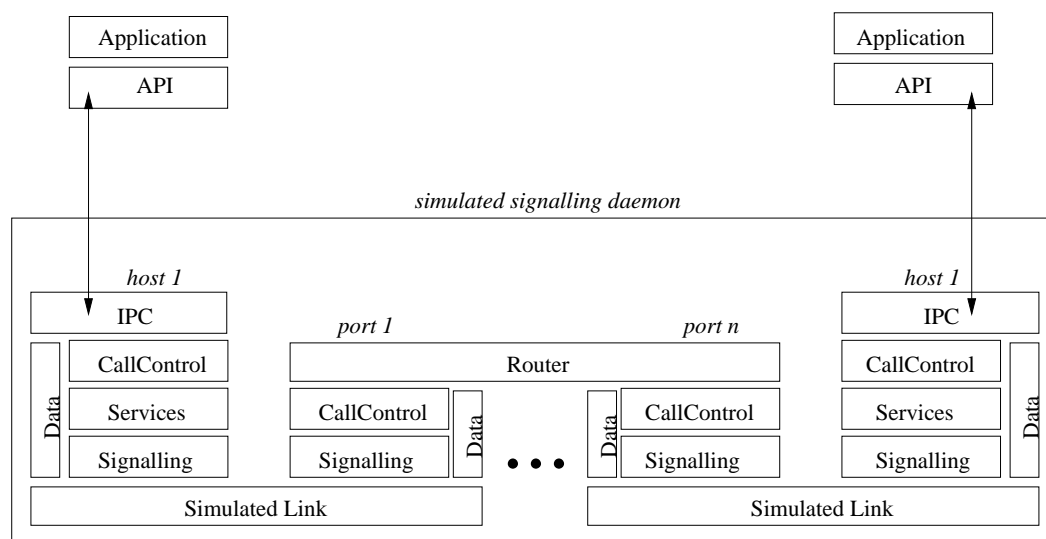 Application
Application
API
API
simulated signalling daemon
host 1
host 1
IPC
IPC
port 1
port n
CallControl
Router
CallControl
Data
Services
CallControl
Data
Data
CallControl
Services
Data
Signalling
Signalling
Signalling
Signalling
Simulated Link
Simulated Link